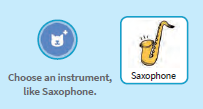 Saxophone
Choose an instrument,
like Saxophone.